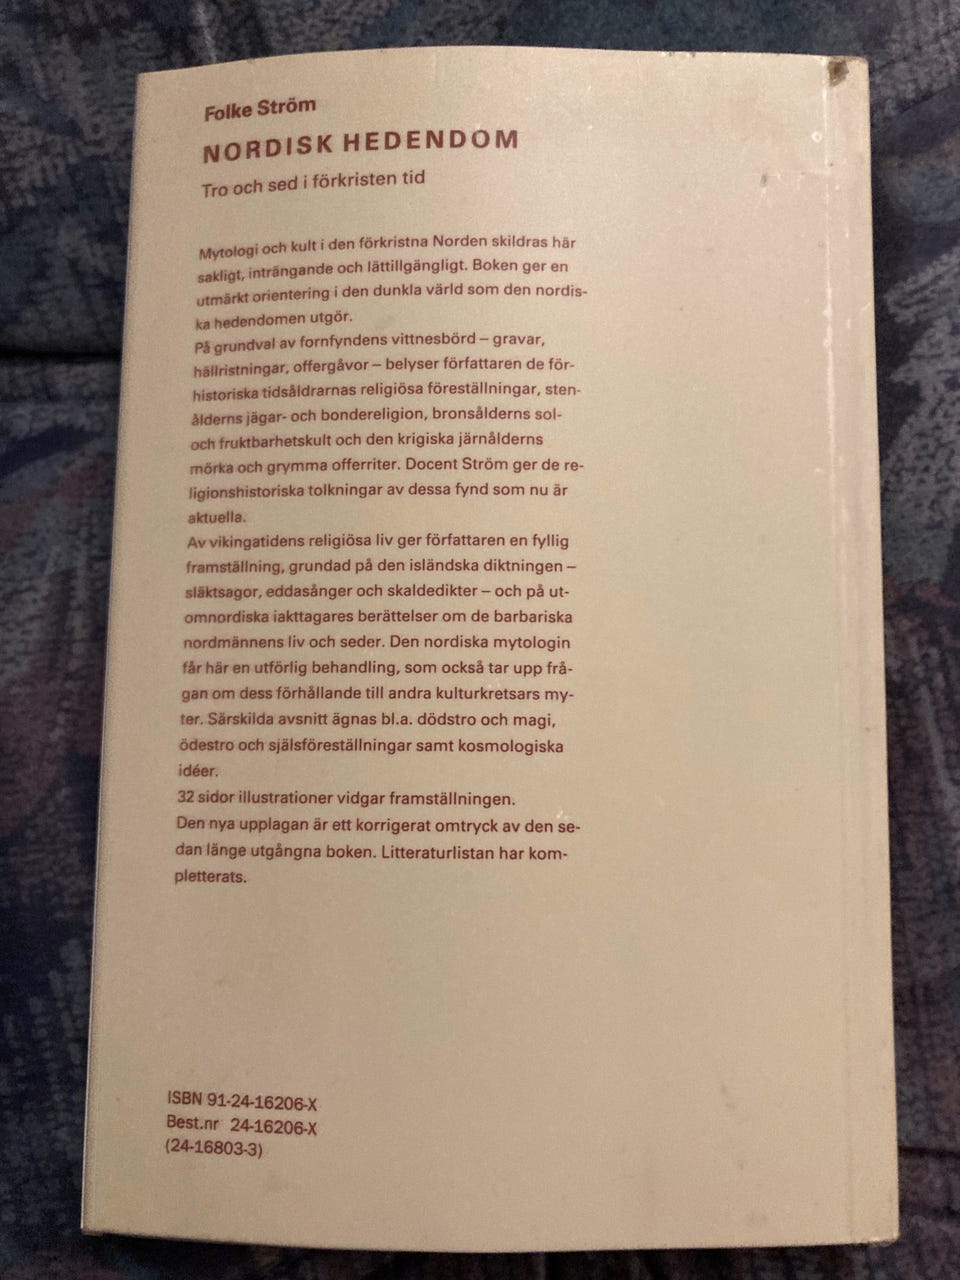 Folke Ström
NORDISK HEDENDOM
Tro och sed i förkristen tid
Mytologi och kult i den förkristna Norden skildras här
sakligt, inträngande och lättillgängligt. Boken ger en
utmärkt orientering i den dunkla värld som den nordis-
ka hedendomen utgör.
På grundval av fornfyndens vittnesbörd – gravar,
hällristningar, offergåvor – belyser författaren de för-
historiska tidsåldrarnas religiösa föreställningar, sten-
ålderns jägar- och bondereligion, bronsålderns sol-
och fruktbarhetskult och den krigiska järnålderns
mörka och grymma offerriter. Docent Ström ger de re-
ligionshistoriska tolkningar av dessa fynd som nu är
aktuella.
Av vikingatidens religiösa liv ger författaren en fyllig
framställning, grundad på den isländska diktningen –
släktsagor, eddasånger och skaldedikter – och på ut-
omnordiska iakttagares berättelser om de barbariska
nordmännens liv och seder. Den nordiska mytologin
får här en utförlig behandling, som också tar upp frå-
gan om dess förhållande till andra kulturkretsars my-
ter. Särskilda avsnitt ägnas bl.a. dödstro och magi,
ödestro och själsföreställningar samt kosmologiska
idéer.
32 sidor illustrationer vidgar framställningen.
Den nya upplagan är ett korrigerat omtryck av den se-
dan länge utgångna boken. Litteraturlistan har kom-
pletterats.
ISBN 91-24-16206-X
Best.nr 24-16206-X
(24-16803-3)